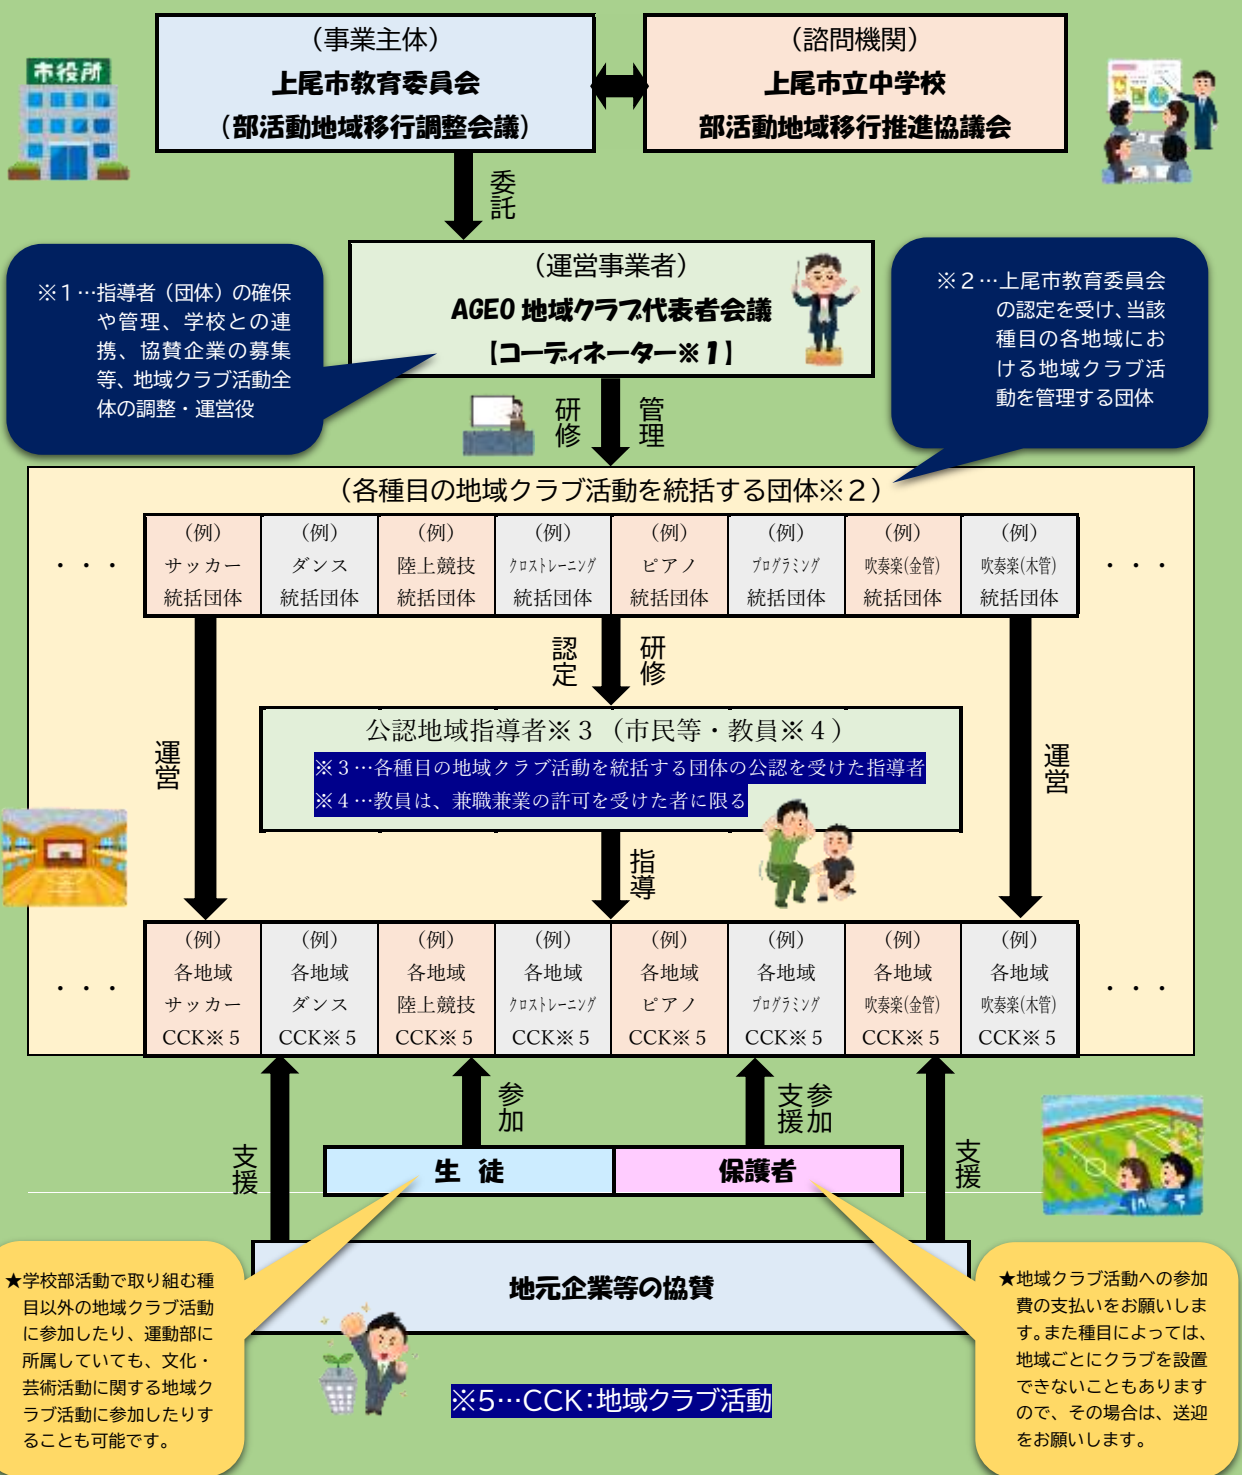 市役所
(事業主体)
上尾市教育委員会
(部活動地域移行調整会議)
(諮問機関)
上尾市立中学校
部活動地域移行推進協議会
委託
(運営事業者)
AGEO 地域クラブ代表者会議
【コーディネーター※1】
※1…指導者(団体)の確保
や管理、学校との連
携、協賛企業の募集
等、地域クラブ活動全
体の調整・運営役
※2…上尾市教育委員会
の認定を受け、当該
種目の各地域にお
ける地域クラブ活
動を管理する団体
研修
管理
(各種目の地域クラブ活動を統括する団体※2)
・・・
(例)
サッカー
統括団体
(例)
ダンス
統括団体
(例)
陸上競技
統括団体
(例)
クロストレーニング
統括団体
(例)
ピアノ
統括団体
(例)
プログラミング
統括団体
(例)
吹奏楽(金管)
統括団体
(例)
吹奏楽(木管)
統括団体
・・・
認定
研修
運営
公認地域指導者※3(市民等・教員※4)
※3…各種目の地域クラブ活動を統括する団体の公認を受けた指導者
※4…教員は、兼職兼業の許可を受けた者に限る
運営
指導
・・・
(例)
各地域
サッカー
CCK※5
(例)
各地域
ダンス
CCK※5
(例)
各地域
陸上競技
CCK※5
(例)
各地域
クロストレーニング
CCK※5
(例)
各地域
ピアノ
CCK※5
(例)
各地域
プログラミング
CCK※5
(例)
各地域
吹奏楽(金管)
CCK※5
(例)
各地域
吹奏楽(木管)
CCK※5
・・・
支援
参加
支援
参加
支援
生 徒
保護者
地元企業等の協賛
★学校部活動で取り組む種
目以外の地域クラブ活動
に参加したり、運動部に
所属していても、文化・
芸術活動に関する地域ク
ラブ活動に参加したりす
ることも可能です。
★地域クラブ活動への参加
費の支払いをお願いしま
す。また種目によっては、
地域ごとにクラブを設置
できないこともあります
ので、その場合は、送迎
をお願いします。
※5…CCK:地域クラブ活動